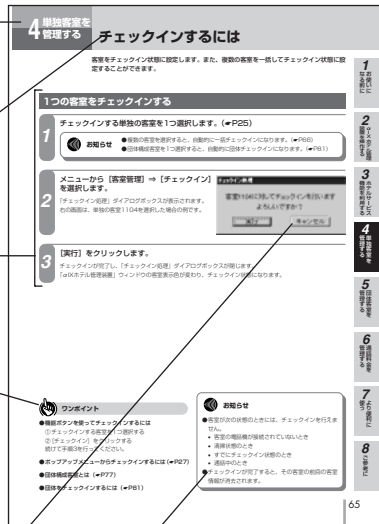 4 単独客室を
管理する
チェックインするには
客室をチェックイン状態に設定します。また、複数の客室を一括してチェックイン状態に設
定することができます。
1つの客室をチェックインする
1
チェックインする単独の客室を1つ選択します。(☛P25)
お知らせ
●複数の客室を選択すると、自動的に一括チェックインになります。(☛P66)
●団体構成客室を1つ選択すると、自動的に団体チェックインになります。(☛P81)
2
メニューから［客室管理］⇒［チェックイン］
を選択します。
「チェックイン処理」ダイアログボックスが表示されます。
右の画面は、単独の客室1104を選択した場合の例です。
チェックイン処理
客室1104に対してチェックインを行います
よろしいですか？
実行
キャンセル
3
［実行］をクリックします。
チェックインが完了し、「チェックイン処理」ダイアログボックスが閉じます。
「αIXホテル管理装置」ウィンドウの客室表示色が変わり、チェックイン状態になります。
ワンポイント
●機能ボタンを使ってチェックインするには
①チェックインする客室を1つ選択する
②［チェックイン］をクリックする
続けて手順3を行ってください。
●ポップアップメニューからチェックインするには(☛P27)
●団体構成客室とは(☛P77)
●団体をチェックインするには(☛P81)
お知らせ
●客室が次の状態のときには、チェックインを行えま
せん。
• 客室の電話機が接続されていないとき
• 清掃状態のとき
• すでにチェックイン状態のとき
• 通話中のとき
●チェックインが完了すると、その客室の前回の客室
情報が消去されます。
1
お使いに
なる前に
2
3
ホテルサービス
機能を利用する
4
単独客室を
管理する
5
団体客室を
管理する
6
通話料金を
管理する
7
より便利に
使う
8
ご参考に
65